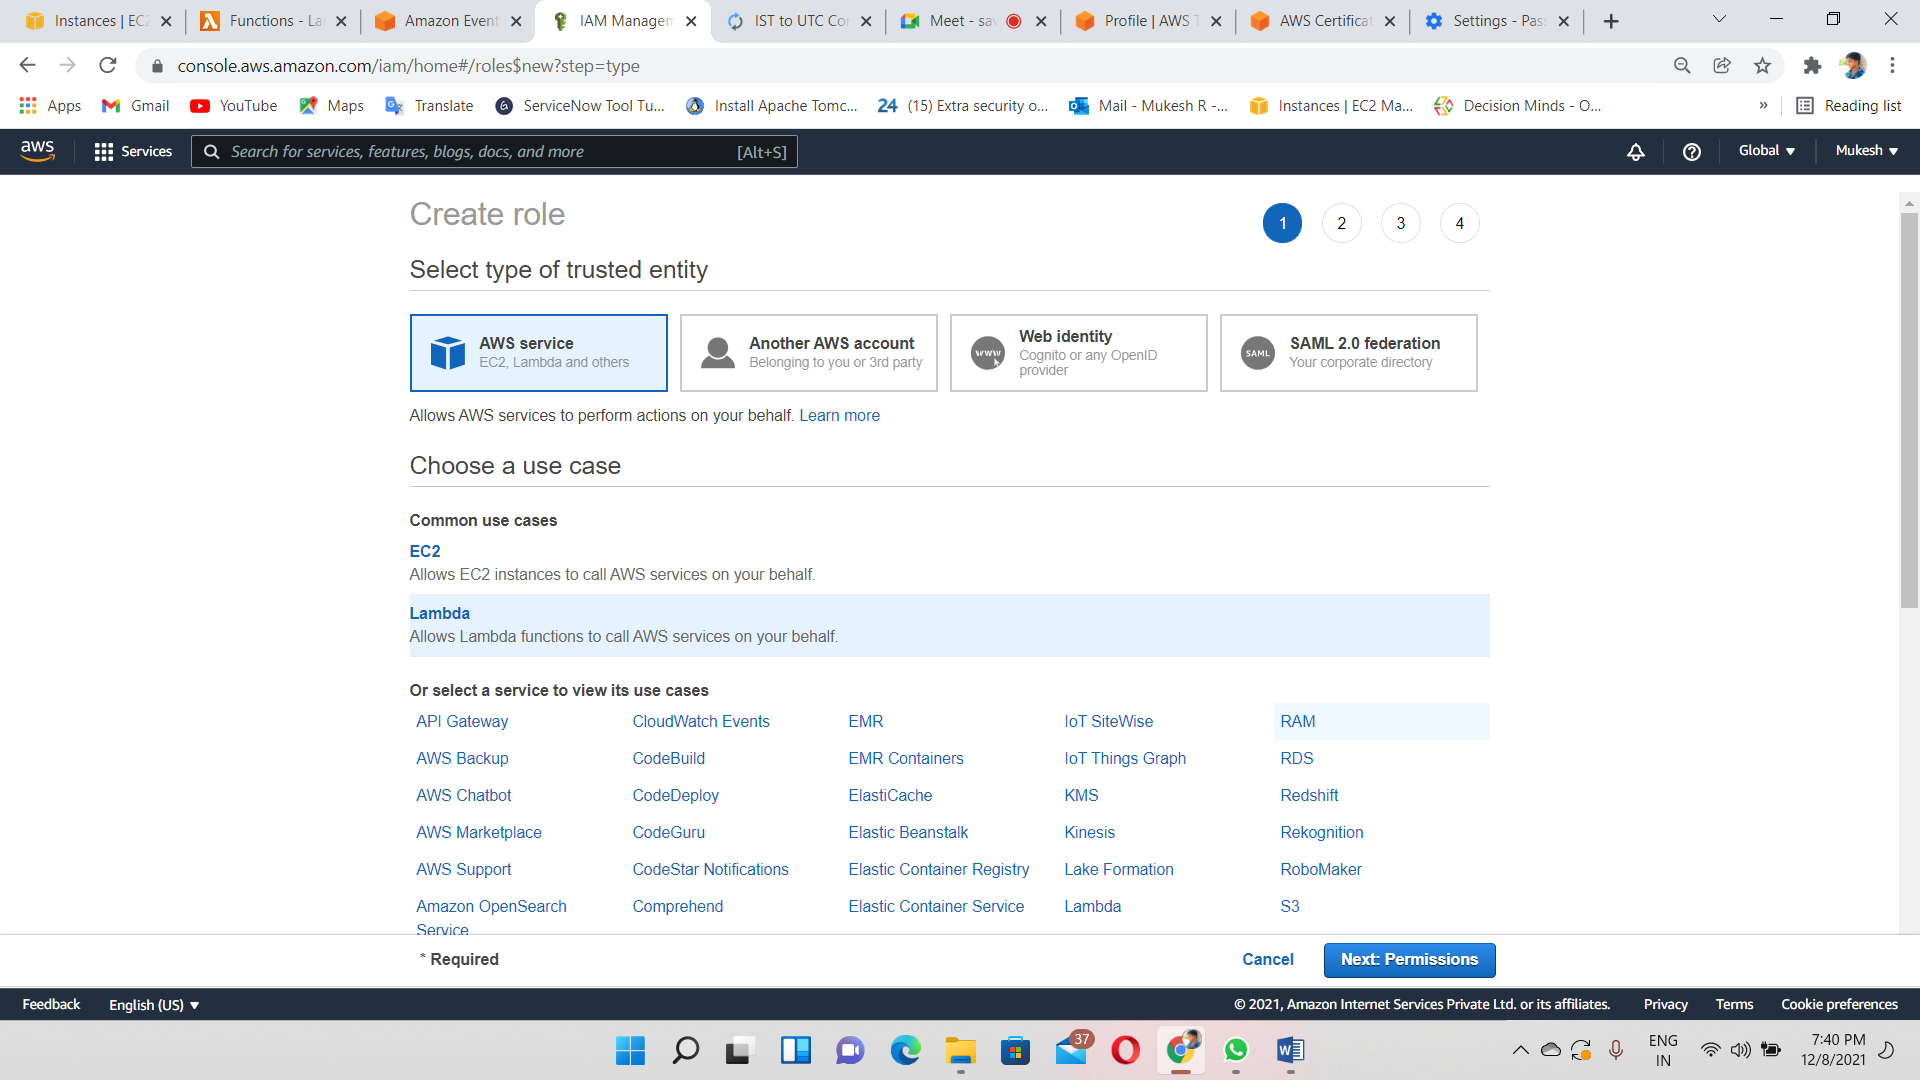 Instances | EC2
Functions - La
Amazon Event
IAM Managem
IST to UTC Con
Meet - sav
Profile | AWS T
AWS Certificat
Settings - Pass
console.aws.amazon.com/iam/home#/roles$new?step=type
Apps
Gmail
YouTube
Maps
Translate
ServiceNow Tool Tu...
Install Apache Tomc...
24 (15) Extra security o...
Mail - Mukesh R -...
Instances | EC2 Ma...
Decision Minds - O...
»
Reading list
aws
Services
Search for services, features, blogs, docs, and more
[Alt+S]
Global
Mukesh
Create role
1
2
3
4
Select type of trusted entity
AWS service
EC2, Lambda and others
Another AWS account
Belonging to you or 3rd party
www
Web identity
Cognito or any OpenID
provider
SAML
SAML 2.0 federation
Your corporate directory
Allows AWS services to perform actions on your behalf. Learn more
Choose a use case
Common use cases
EC2
Allows EC2 instances to call AWS services on your behalf.
Lambda
Allows Lambda functions to call AWS services on your behalf.
Or select a service to view its use cases
API Gateway
CloudWatch Events
EMR
IoT SiteWise
RAM
AWS Backup
CodeBuild
EMR Containers
IoT Things Graph
RDS
AWS Chatbot
CodeDeploy
ElastiCache
KMS
Redshift
AWS Marketplace
CodeGuru
Elastic Beanstalk
Kinesis
Rekognition
AWS Support
CodeStar Notifications
Elastic Container Registry
Lake Formation
RoboMaker
Amazon OpenSearch
Service
Comprehend
Elastic Container Service
Lambda
S3
* Required
Cancel
Next: Permissions
Feedback
English (US)
© 2021, Amazon Internet Services Private Ltd. or its affiliates.
Privacy
Terms
Cookie preferences
37
ENG
IN
7:40 PM
12/8/2021